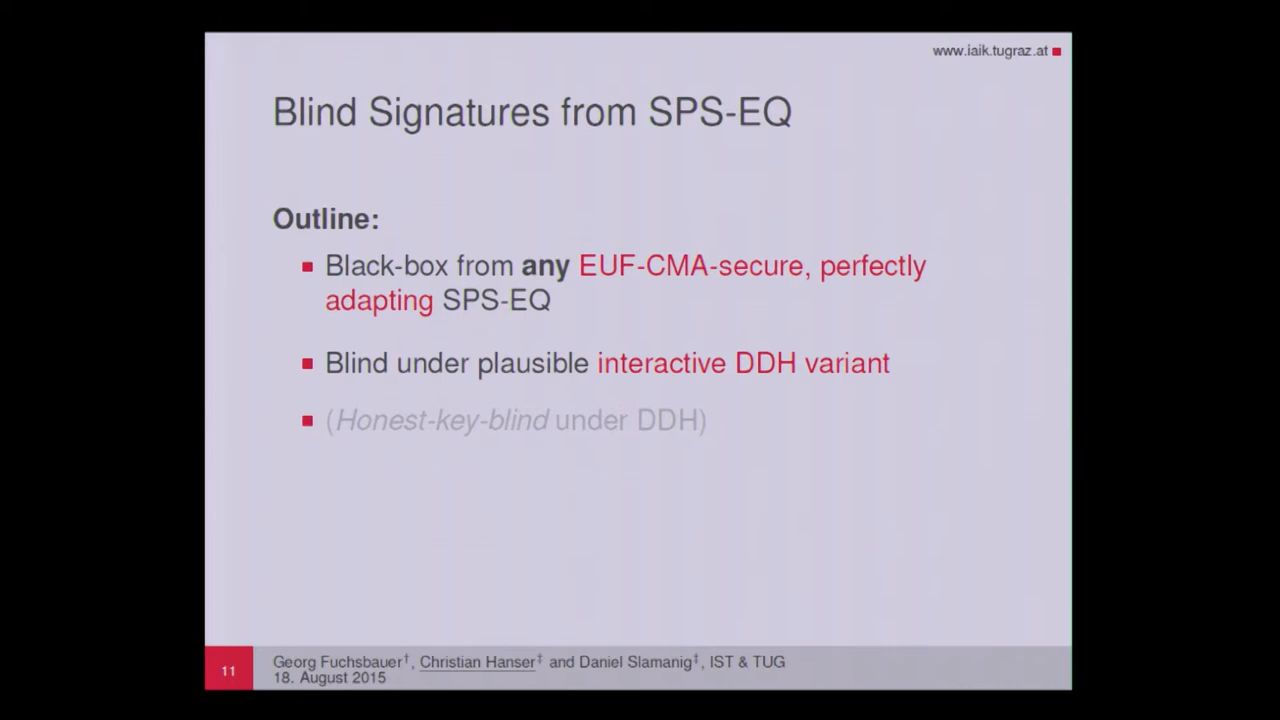 www.iaik.tugraz.at
Blind Signatures from SPS-EQ
Outline:
Black-box from any EUF-CMA-secure, perfectly
adapting SPS-EQ
Blind under plausible interactive DDH variant
(Honest-key-blind under DDH)
11
Georg Fuchsbauer†, Christian Hanser‡ and Daniel Slamanig‡, IST & TUG
18. August 2015